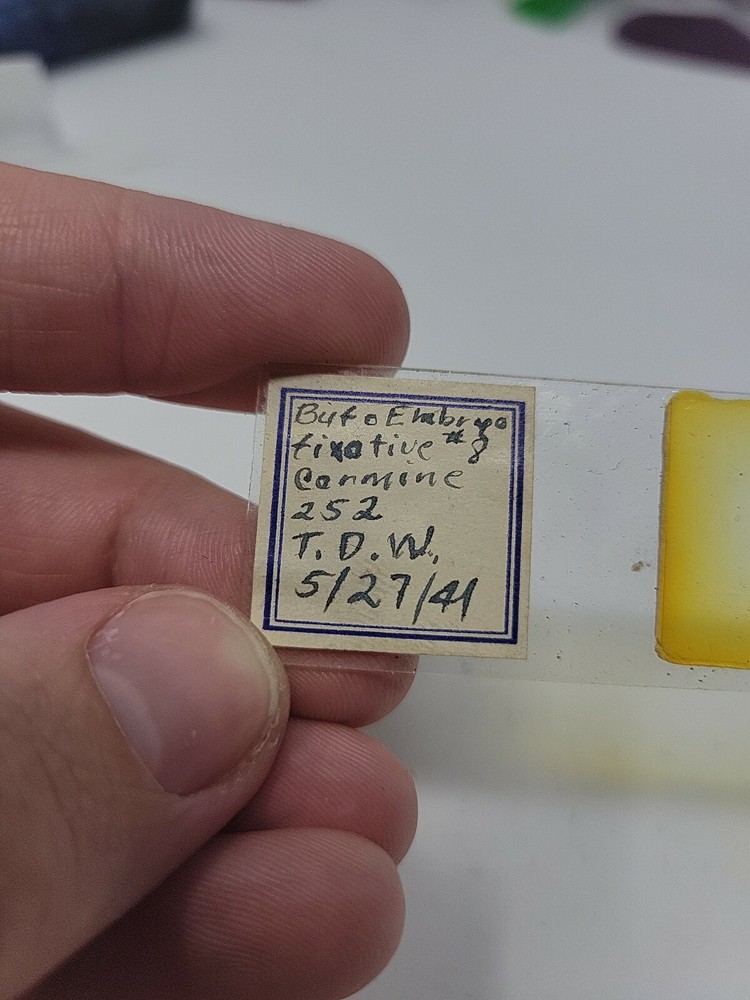 Bufo Embryo
fixative #8
Carmine
252
T. D. W.
5/27/41